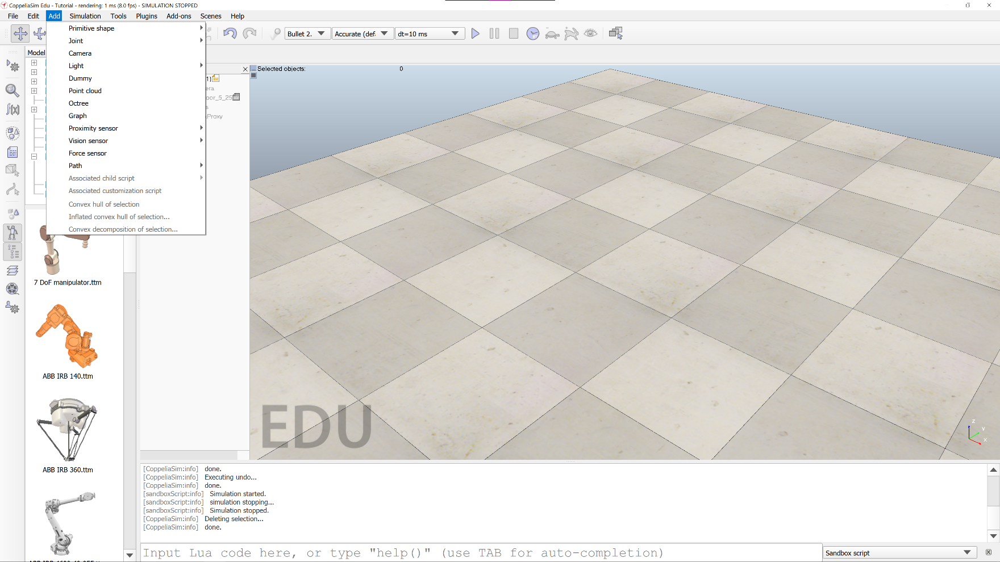 CoppeliaSim Edu - Tutorial - rendering: 1 ms (8.0 fps) - SIMULATION STOPPED
File Edit Add Simulation Tools Plugins Add-ons Scenes Help
Bullet 2. Accurate (def. dt=10 ms
Model
Primitive shape
Joint
Camera
Light
Dummy
Point cloud
Octree
Graph
Proximity sensor
Vision sensor
Force sensor
Path
Associated child script
Associated customization script
Convex hull of selection
Inflated convex hull of selection...
Convex decomposition of selection...
1)
era
oor_5_25
s
Proxy
Selected objects: 0
7 DoF manipulator.ttm
ABB IRB 140.ttm
ABB IRB 360.ttm
EDU
z
y
x
[CoppeliaSim:info] done.
[CoppeliaSim:info] Executing undo...
[CoppeliaSim:info] done.
[sandboxScript:info] Simulation started.
[sandboxScript:info] simulation stopping...
[sandboxScript:info] Simulation stopped.
[CoppeliaSim:info] Deleting selection...
[CoppeliaSim:info] done.
Input Lua code here, or type "help()" (use TAB for auto-completion)
Sandbox script